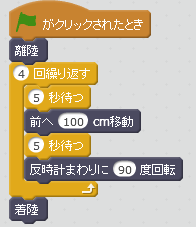 がクリックされたとき
離陸
4 回繰り返す
5 秒待つ
前へ 100 cm移動
5 秒待つ
反時計まわりに 90 度回転
着陸